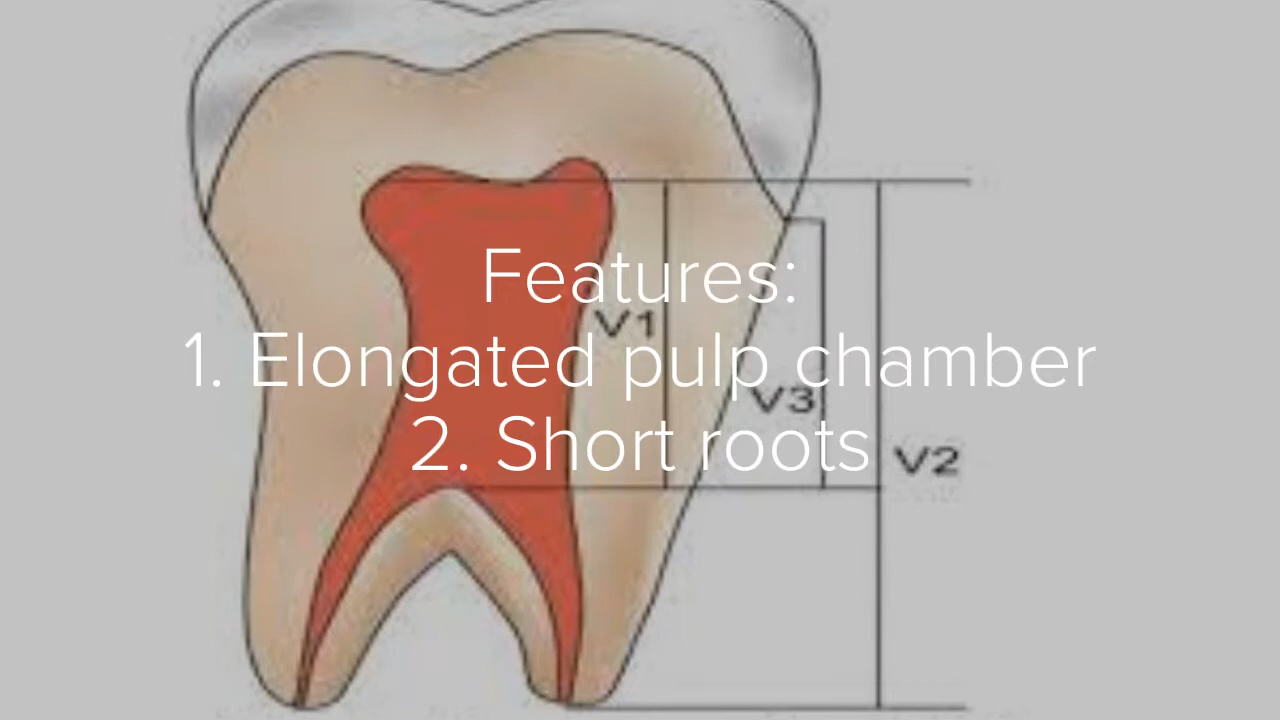 Features:
1. Elongated pulp chamber
2. Short roots
V1
V3
V2